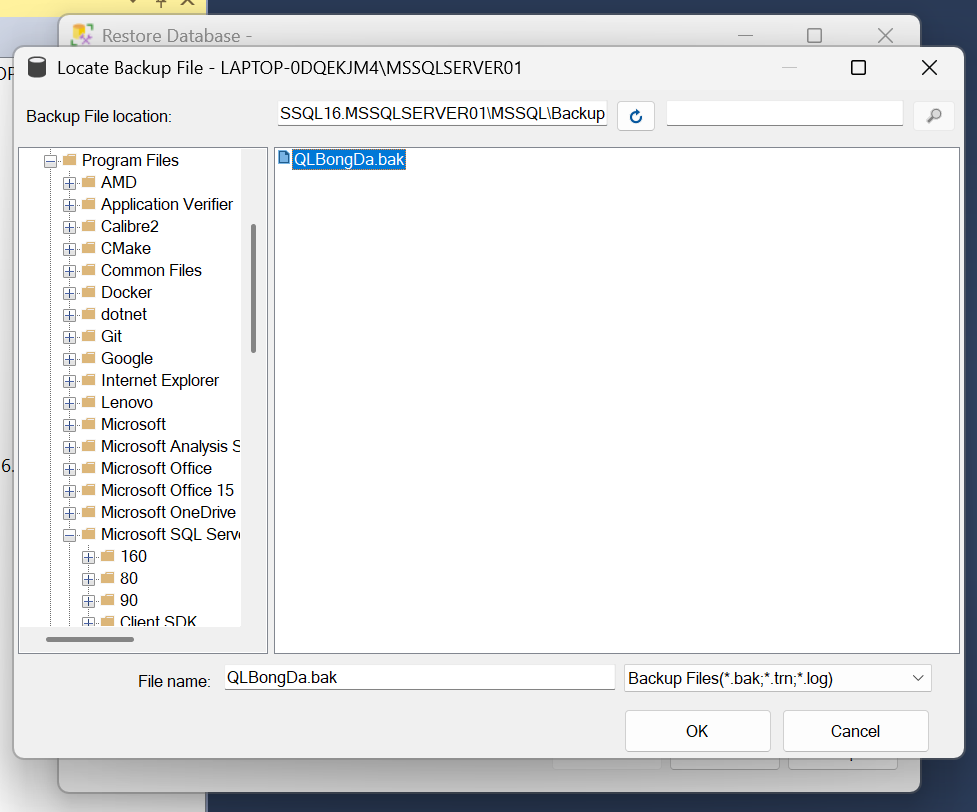 Restore Database -
Locate Backup File - LAPTOP-0DQEKJM4\MSSQLSERVER01
Backup File location:
SSQL16.MSSQLSERVER01\MSSQL\Backup
Program Files
AMD
Application Verifier
Calibre2
CMake
Common Files
Docker
dotnet
Git
Google
Internet Explorer
Lenovo
Microsoft
Microsoft Analysis S
Microsoft Office
Microsoft Office 15
Microsoft OneDrive
Microsoft SQL Serve
160
80
90
Client SDK
QLBongDa.bak
6.
File name:
QLBongDa.bak
Backup Files(*.bak;*.trn;*.log)
OK
Cancel